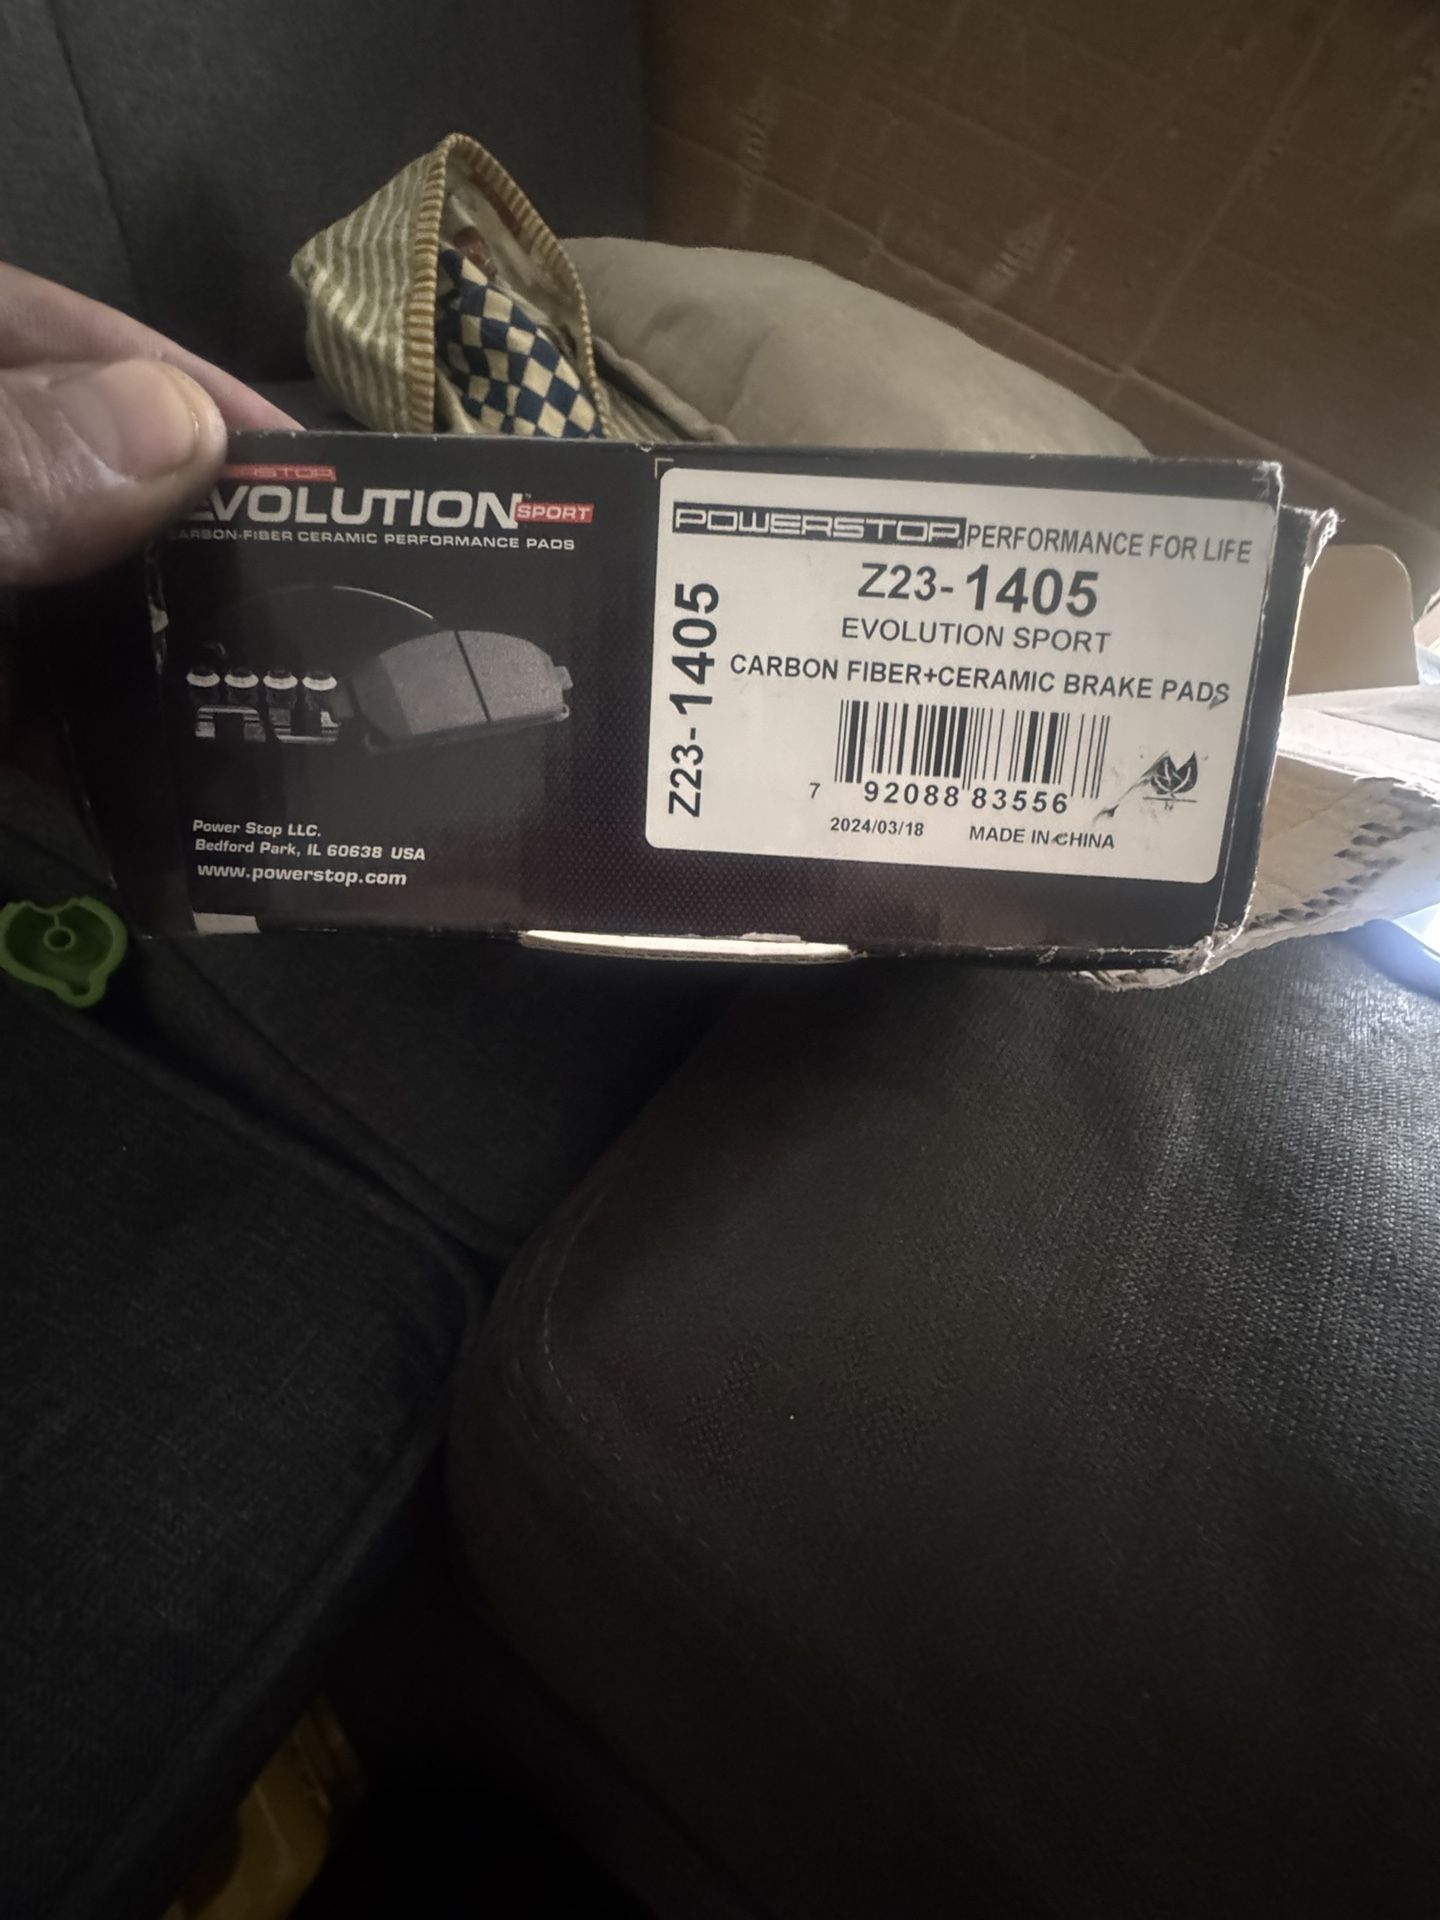 VOLUTION™ SPORT
CARBON-FIBER CERAMIC PERFORMANCE PADS
Power Stop LLC.
Bedford Park, IL 60638 USA
www.powerstop.com
Z23-1405
POWERSTOP. PERFORMANCE FOR LIFE
Z23-1405
EVOLUTION SPORT
CARBON FIBER+CERAMIC BRAKE PADS
7 92088 83556
2024/03/18 MADE IN CHINA
N